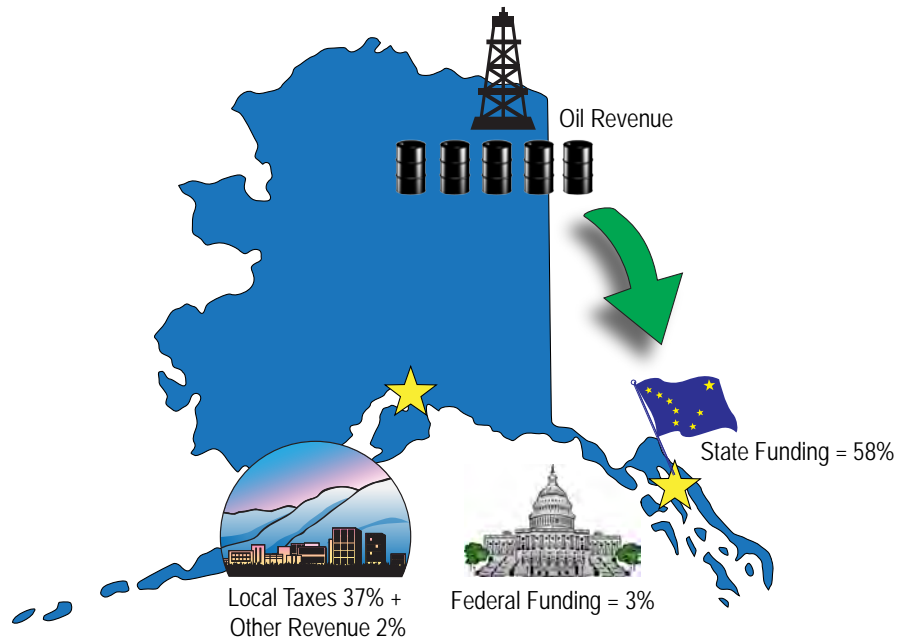 Oil Revenue
State Funding = 58%
Local Taxes 37% +
Other Revenue 2%
Federal Funding = 3%